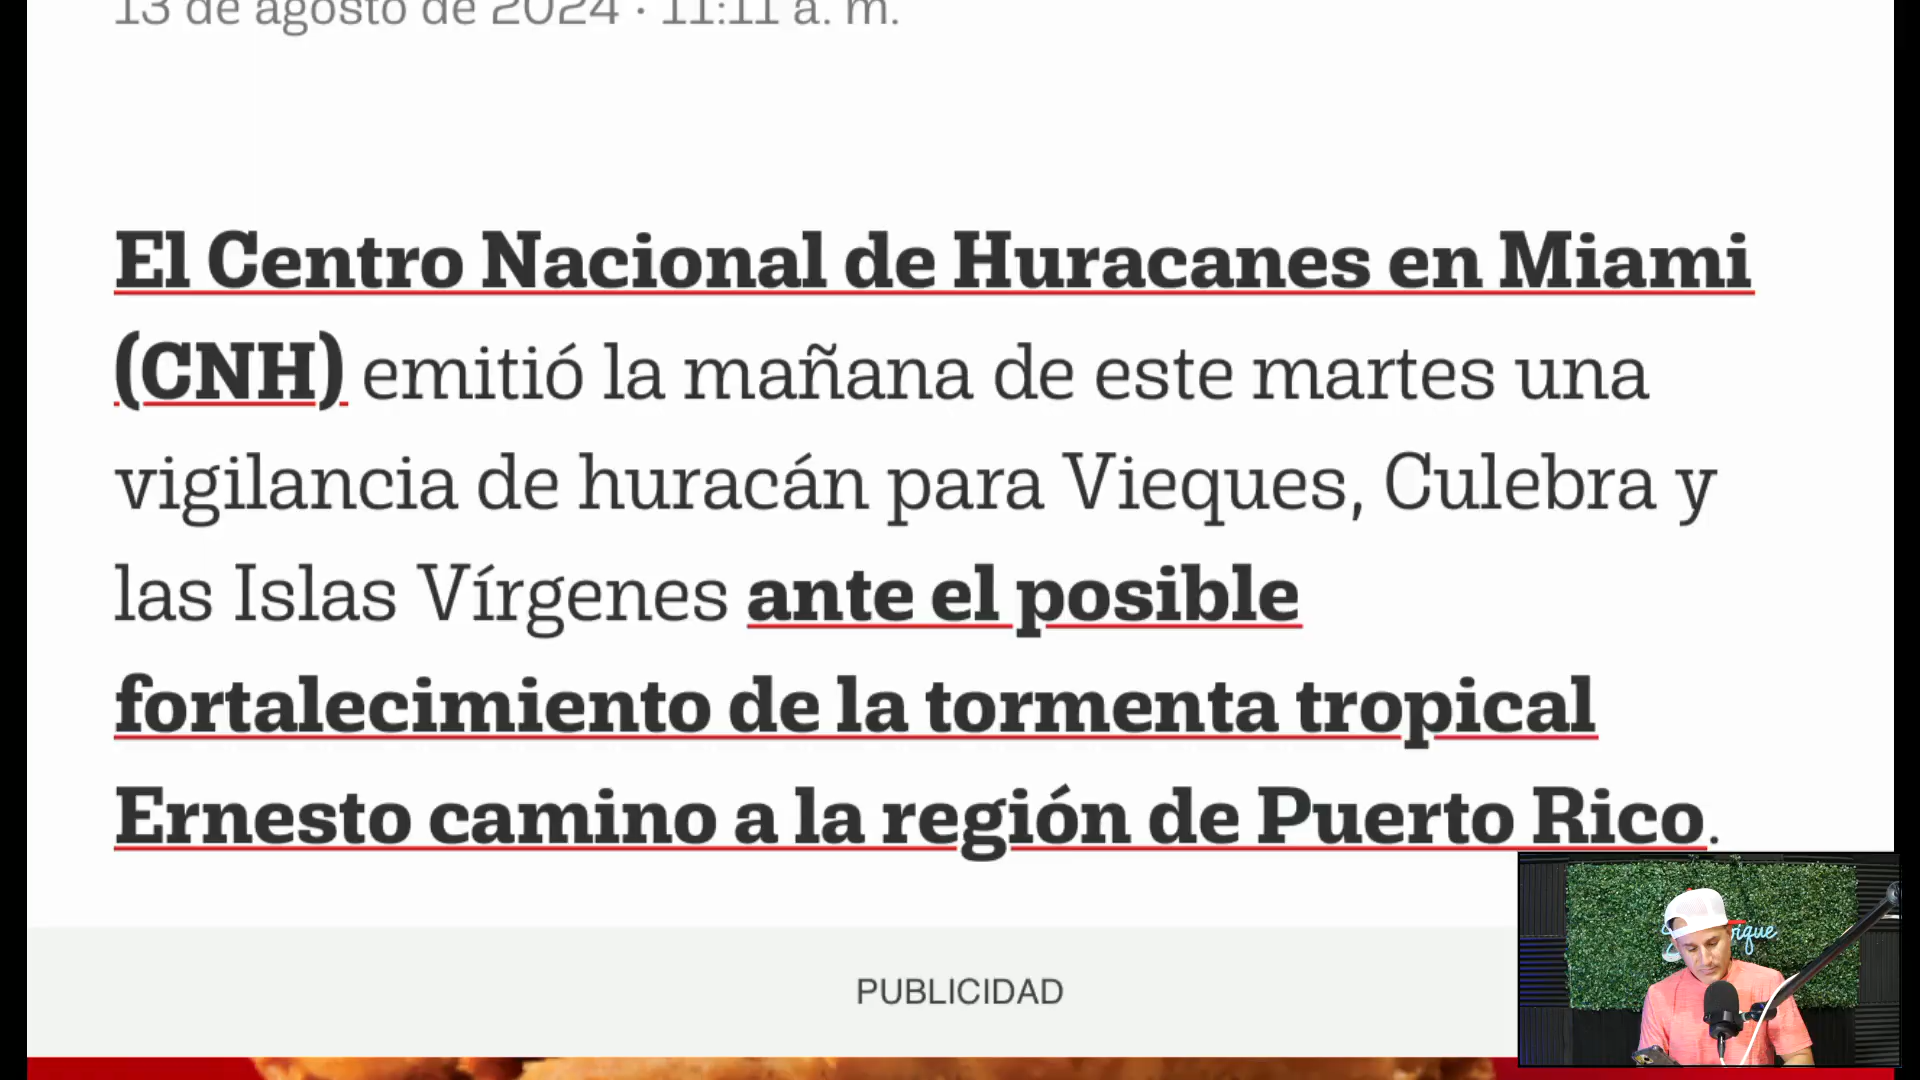 13 de agosto de 2024 · 11:11 a. m.
El Centro Nacional de Huracanes en Miami
(CNH) emitió la mañana de este martes una
vigilancia de huracán para Vieques, Culebra y
las Islas Vírgenes ante el posible
fortalecimiento de la tormenta tropical
Ernesto camino a la región de Puerto Rico.
PUBLICIDAD